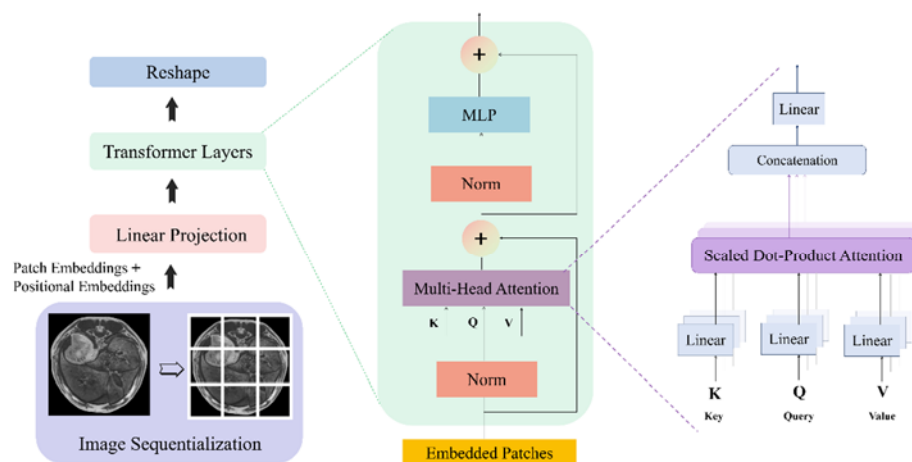 Reshape
Transformer Layers
Linear Projection
Patch Embeddings +
Positional Embeddings
Image Sequentialization
+
MLP
Norm
+
Multi-Head Attention
K Q V
Norm
Embedded Patches
Linear
Concatenation
Scaled Dot-Product Attention
Linear Linear Linear
K Q V
Key Query Value